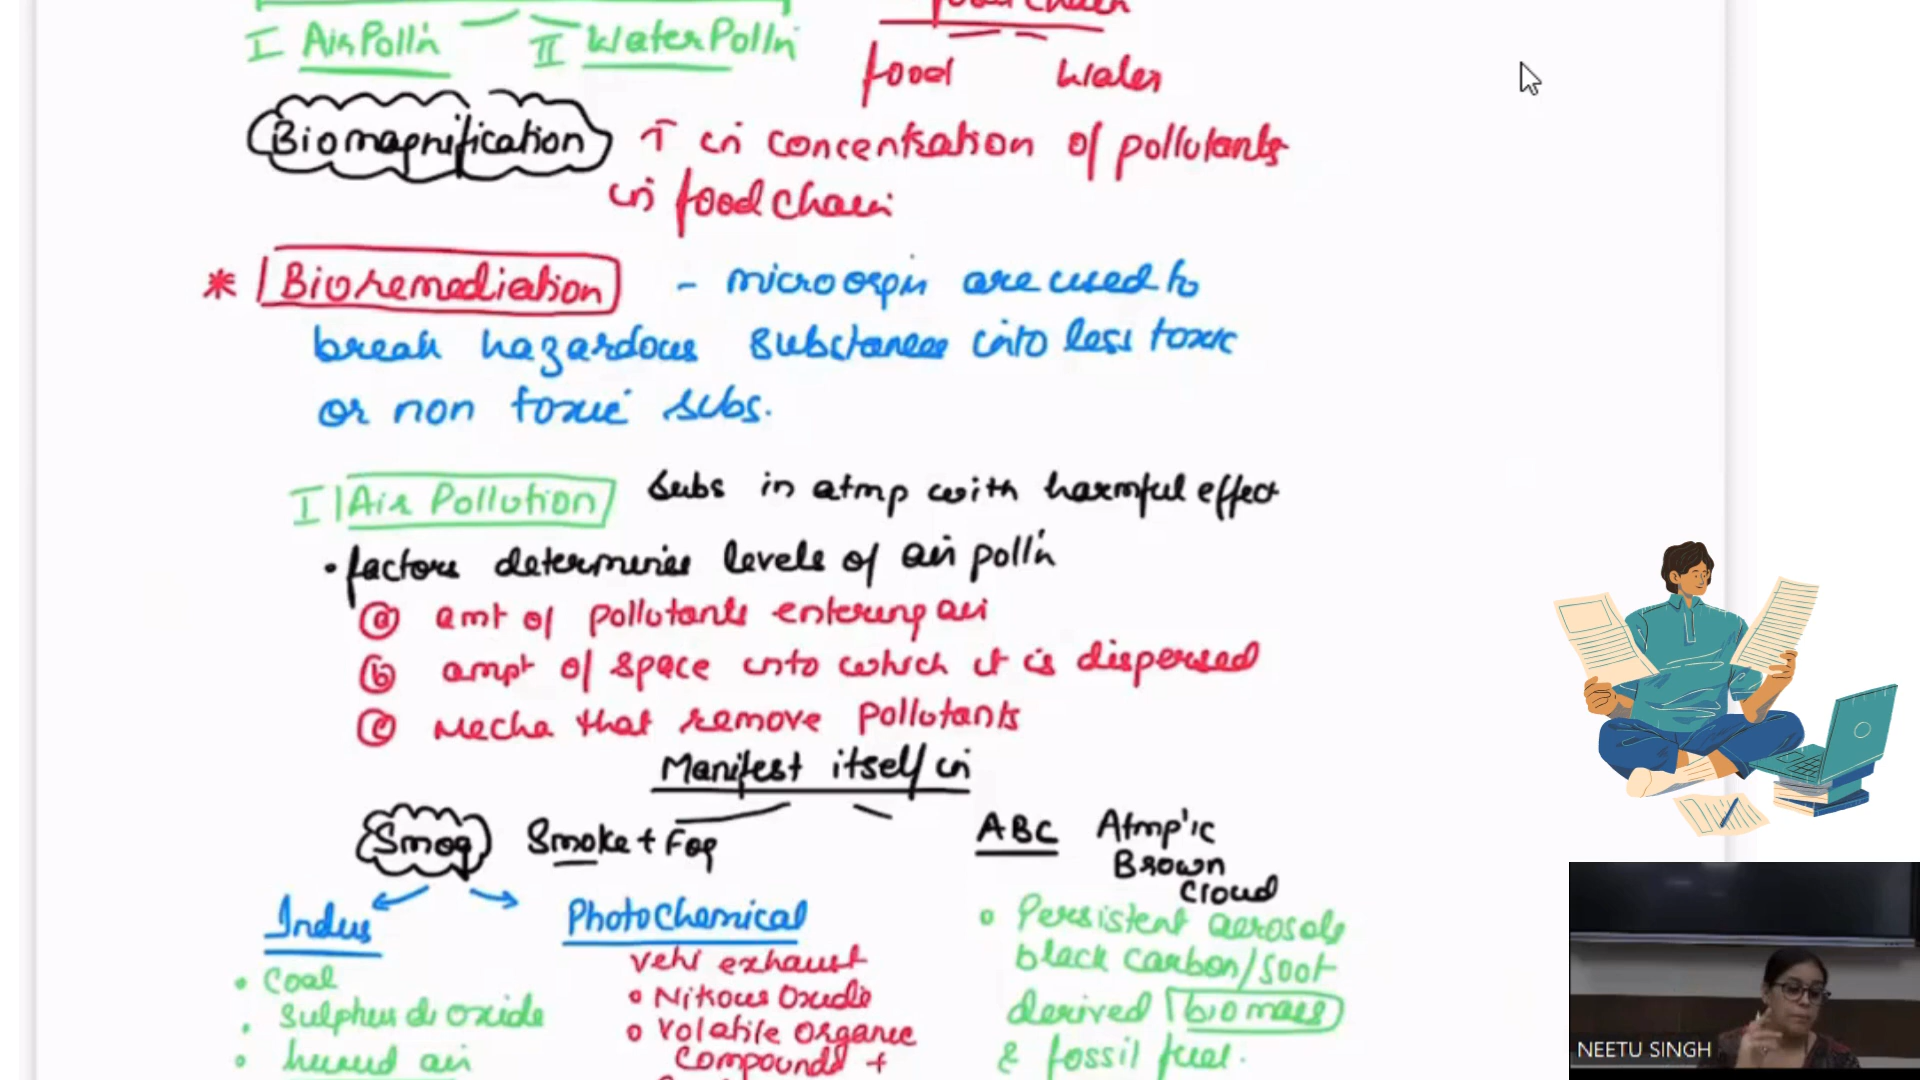 food chain
I Air Polln II Water Polln
food water
Biomagnification ↑ in concentration of pollutants
in food chain
* Bioremediation - microorgn are used to
break hazardous substances into less toxic
or non toxic subs.
I Air Pollution Subs in atmp with harmful effect
• factors determines levels of air polln
(a) amt of pollutants entering air
(b) ampt of space into which it is dispersed
(c) Mecha that remove pollutants
Manifest itself in
Smog Smoke + Fog
ABC Atmp'ic
Brown
Cloud
Indus
• Coal
• Sulphur di oxide
• humid air
PhotoChemical
vehi exhaust
• Nitrous Oxide
• Volatile Organic
Compounds +
• Persistent aerosols
black carbon/soot
derived biomass
& fossil fuel.
NEETU SINGH